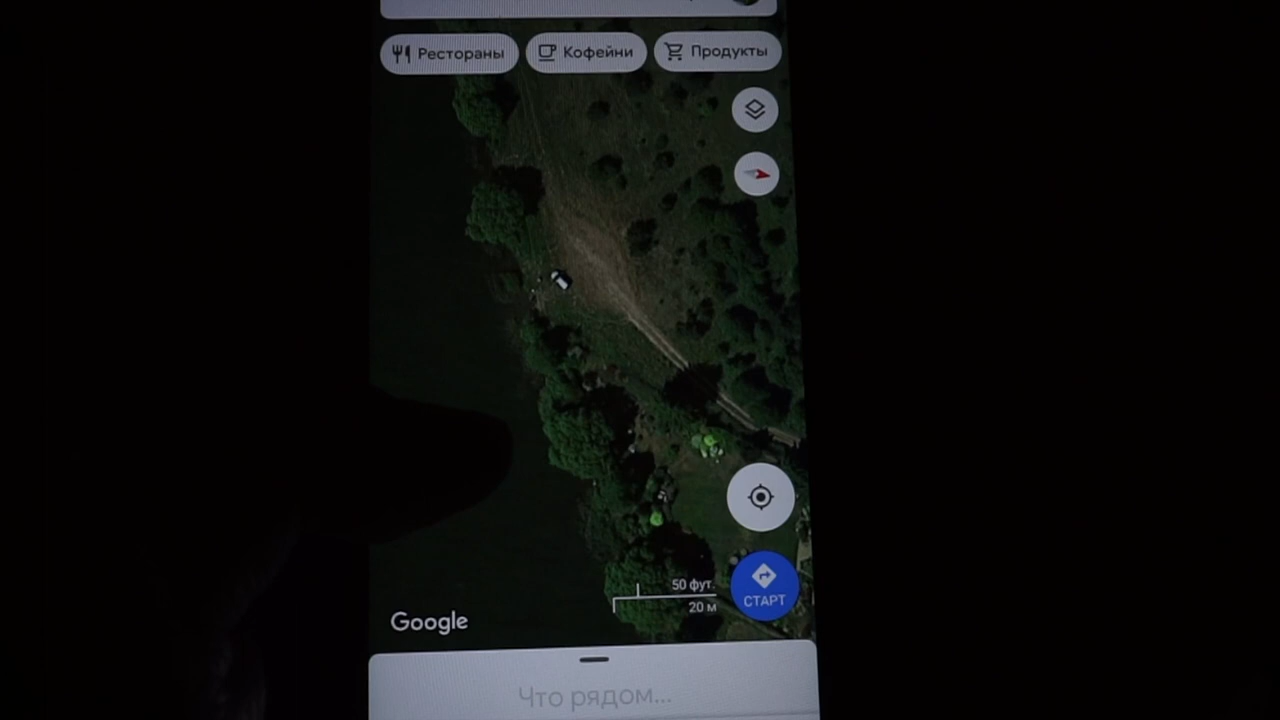 Рестораны
Кофейни
Продукты
50 фут.
20 м
СТАРТ
Google
Что рядом...